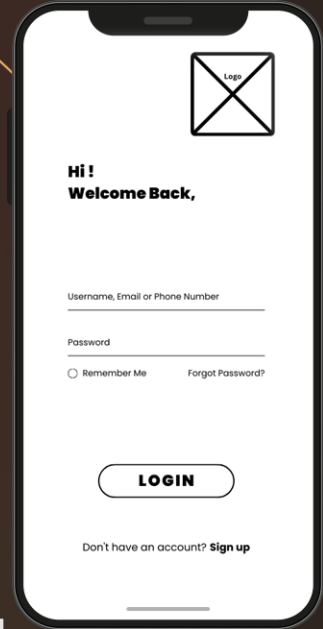 Logo
Hi !
Welcome Back,
Username, Email or Phone Number
Password
Remember Me Forgot Password?
LOGIN
Don't have an account? Sign up